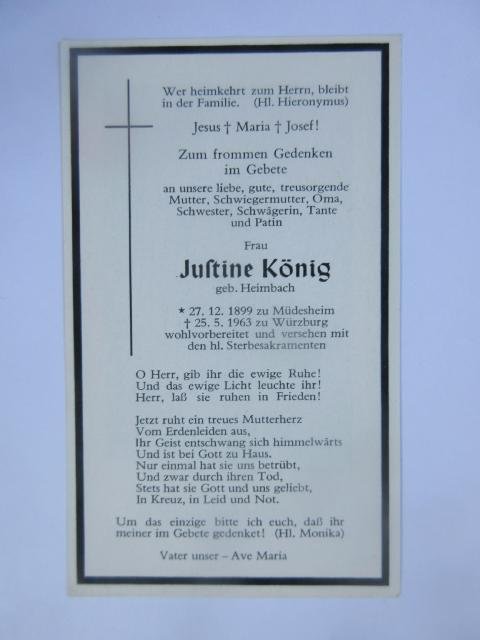 Wer heimkehrt zum Herrn, bleibt
in der Familie. (Hl. Hieronymus)
Jesus † Maria † Josef!
Zum frommen Gedenken
im Gebete
an unsere liebe, gute, treusorgende
Mutter, Schwiegermutter, Oma,
Schwester, Schwägerin, Tante
und Patin
Frau
Juſtine König
geb. Heimbach
* 27. 12. 1899 zu Müdesheim
† 25. 5. 1963 zu Würzburg
wohlvorbereitet und versehen mit
den hl. Sterbesakramenten
O Herr, gib ihr die ewige Ruhe!
Und das ewige Licht leuchte ihr!
Herr, laß sie ruhen in Frieden!
Jetzt ruht ein treues Mutterherz
Vom Erdenleiden aus,
Ihr Geist entschwang sich himmelwärts
Und ist bei Gott zu Haus.
Nur einmal hat sie uns betrübt,
Und zwar durch ihren Tod,
Stets hat sie Gott und uns geliebt,
In Kreuz, in Leid und Not.
Um das einzige bitte ich euch, daß ihr
meiner im Gebete gedenket! (Hl. Monika)
Vater unser – Ave Maria